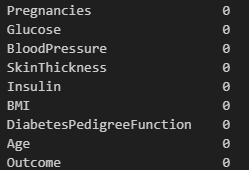 Pregnancies 0
Glucose 0
BloodPressure 0
SkinThickness 0
Insulin 0
BMI 0
DiabetesPedigreeFunction 0
Age 0
Outcome 0